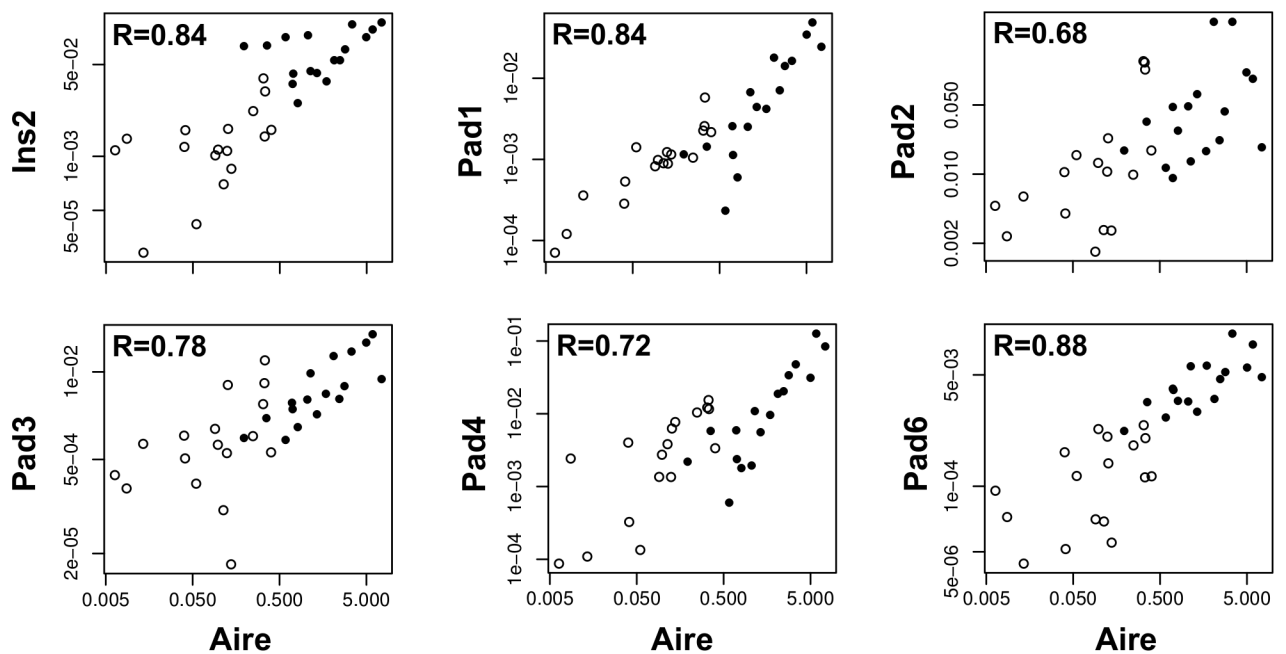 R=0.84
Ins2
5e−02
1e−03
5e−05
R=0.84
Pad1
1e−02
1e−03
1e−04
R=0.68
Pad2
0.050
0.010
0.002
R=0.78
Pad3
1e−02
5e−04
2e−05
0.005 0.050 0.500 5.000
Aire
R=0.72
Pad4
1e−01
1e−02
1e−03
1e−04
0.005 0.050 0.500 5.000
Aire
R=0.88
Pad6
5e−03
1e−04
5e−06
0.005 0.050 0.500 5.000
Aire